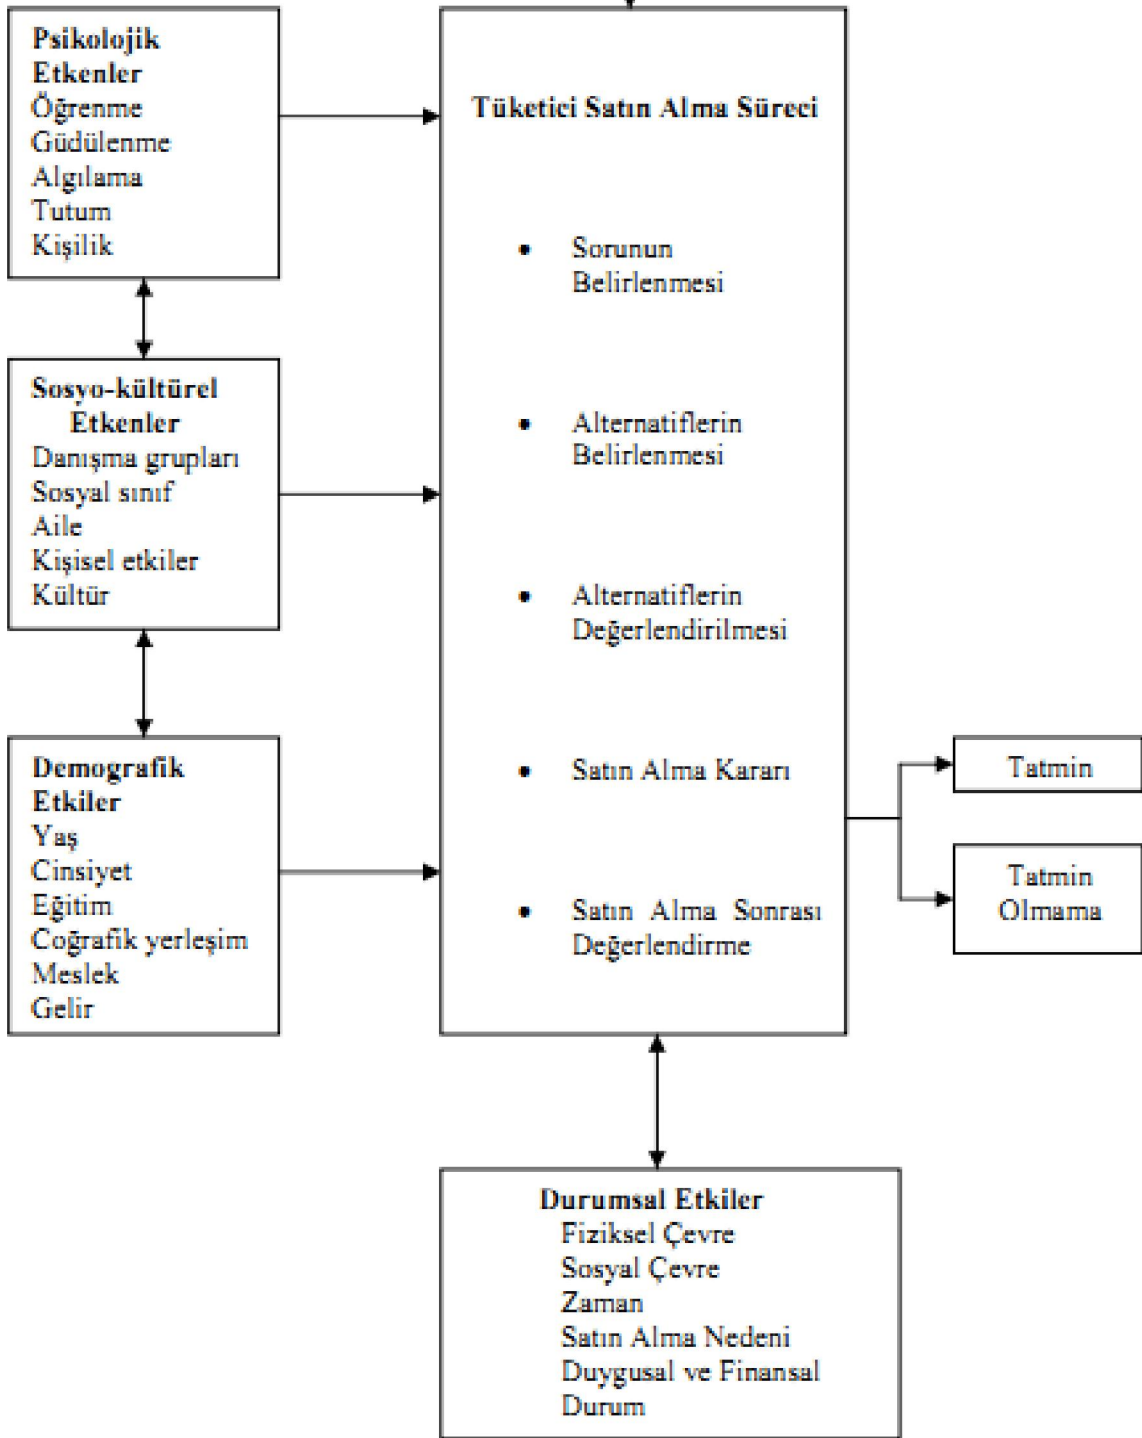 Psikolojik
Etkenler
Öğrenme
Güdülenme
Algılama
Tutum
Kişilik
Sosyo-kültürel
Etkenler
Danışma grupları
Sosyal sınıf
Aile
Kişisel etkiler
Kültür
Demografik
Etkiler
Yaş
Cinsiyet
Eğitim
Coğrafik yerleşim
Meslek
Gelir
Tüketici Satın Alma Süreci
• Sorunun
Belirlenmesi
• Alternatiflerin
Belirlenmesi
• Alternatiflerin
Değerlendirilmesi
• Satın Alma Kararı
• Satın Alma Sonrası
Değerlendirme
Tatmin
Tatmin
Olmama
Durumsal Etkiler
Fiziksel Çevre
Sosyal Çevre
Zaman
Satın Alma Nedeni
Duygusal ve Finansal
Durum